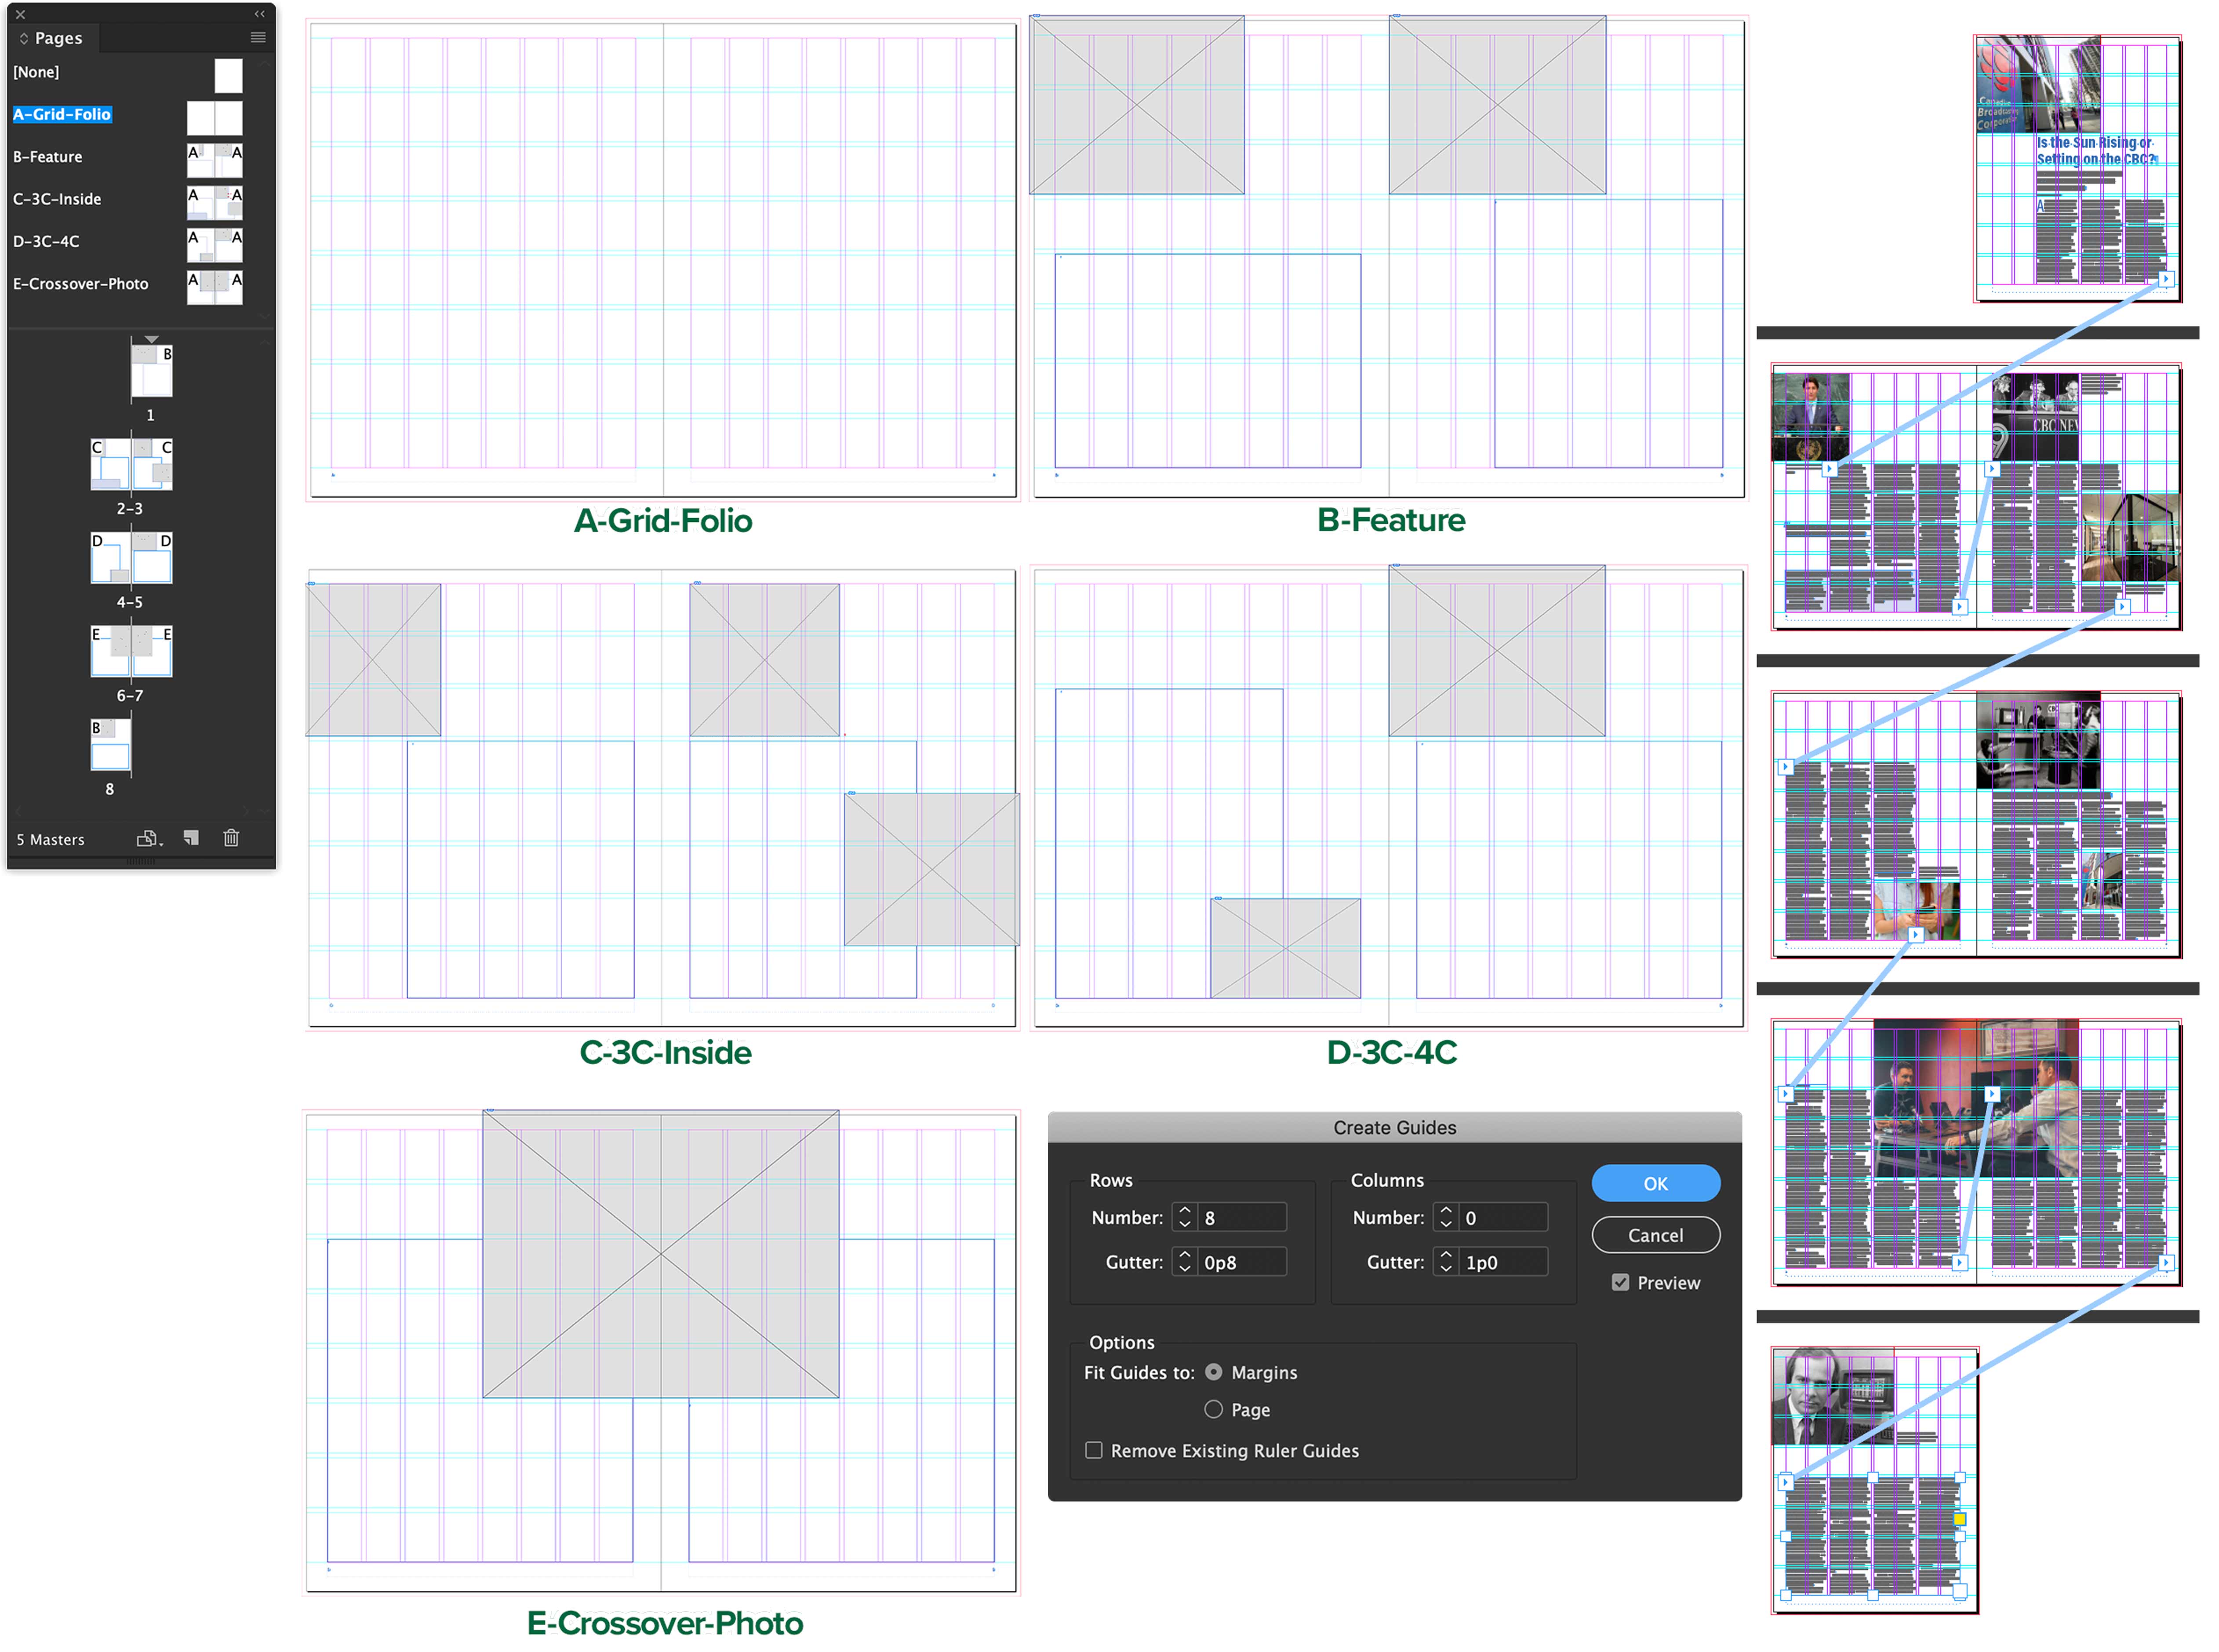 Pages
[None]
A-Grid-Folio
B-Feature
A A
C-3C-Inside
A A
D-3C-4C
A A
E-Crossover-Photo
A A
B
1
C C
2-3
D D
4-5
E E
6-7
B
8
5 Masters
A-Grid-Folio
B-Feature
C-3C-Inside
D-3C-4C
E-Crossover-Photo
Create Guides
Rows
Number: 8
Gutter: 0p8
Columns
Number: 0
Gutter: 1p0
OK
Cancel
Preview
Options
Fit Guides to: Margins
Page
Remove Existing Ruler Guides
Is the Sun Rising or
Setting on the CBC?
A
CBC NEW